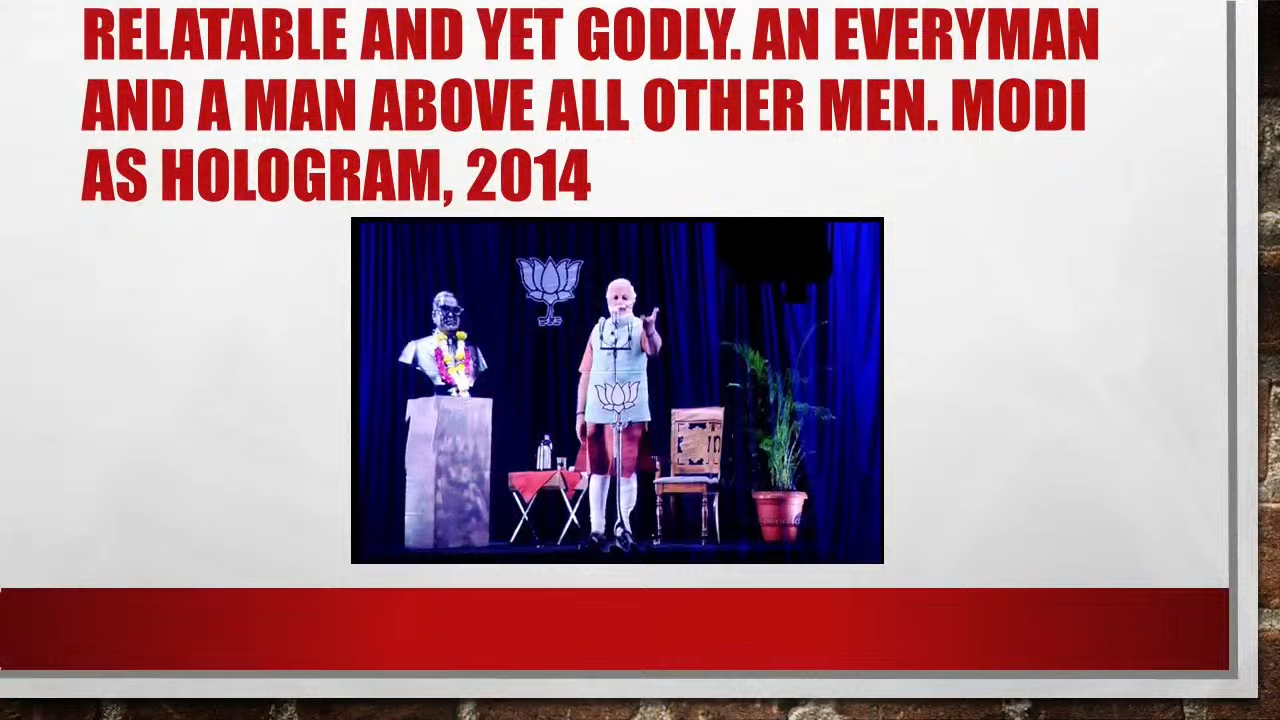 RELATABLE AND YET GODLY. AN EVERYMAN
AND A MAN ABOVE ALL OTHER MEN. MODI
AS HOLOGRAM, 2014